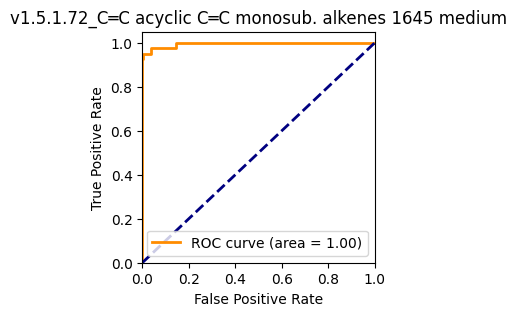 v1.5.1.72_C═C acyclic C═C monosub. alkenes 1645 medium
1.0
0.8
0.6
0.4
0.2
0.0
True Positive Rate
ROC curve (area = 1.00)
0.0 0.2 0.4 0.6 0.8 1.0
False Positive Rate